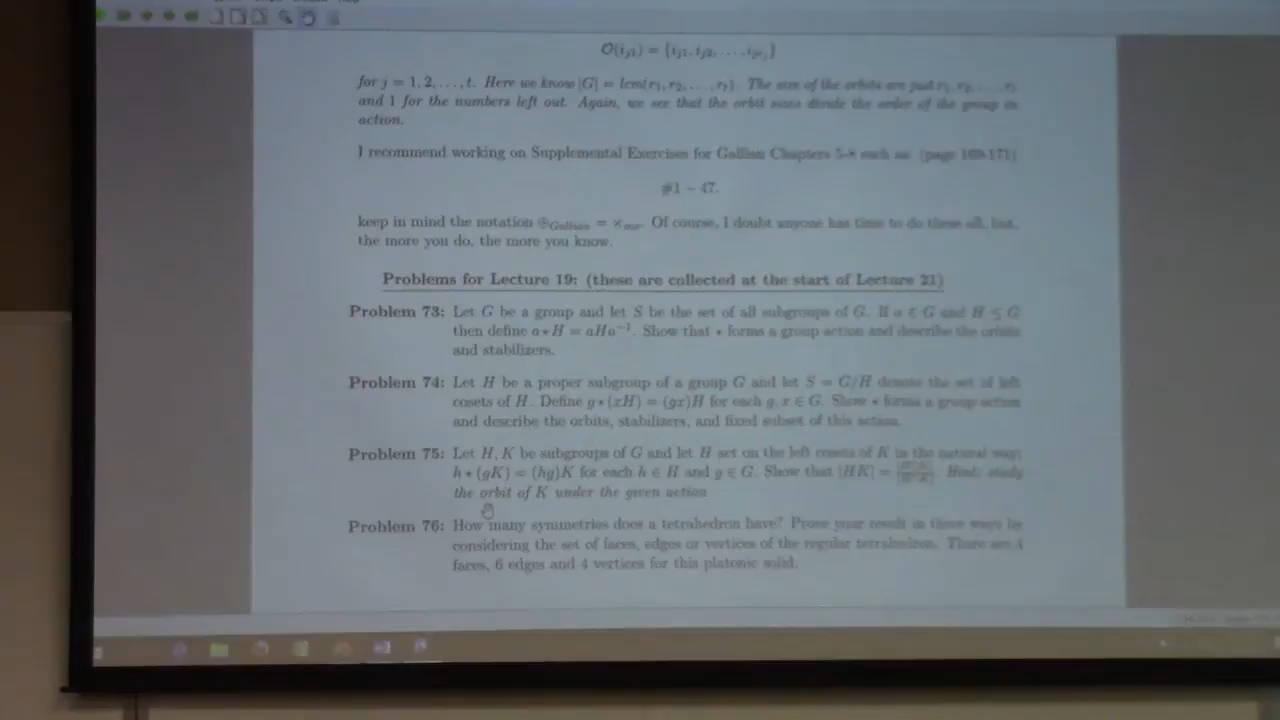 O(i_{j1}) = {i_{j1}, i_{j2}, . . . , i_{jr_j}}
for j = 1, 2, . . . , t. Here we know |G| = lcm(r_1, r_2, . . . , r_t). The size of the orbits are just r_1, r_2, . . . , r_t
and 1 for the numbers left out. Again, we see that the orbit sizes divide the order of the group in
action.
I recommend working on Supplemental Exercises for Gallian Chapters 5-8 such as: (page 169-171)
#1 − 47.
keep in mind the notation ⊕_{Gallian} = ×_{our}. Of course, I doubt anyone has time to do these all, but,
the more you do, the more you know.
Problems for Lecture 19: (these are collected at the start of Lecture 21)
Problem 73: Let G be a group and let S be the set of all subgroups of G. If a ∈ G and H ≤ G
then define a⋆H = aHa^{−1}. Show that ⋆ forms a group action and describe the orbits
and stabilizers.
Problem 74: Let H be a proper subgroup of a group G and let S = G/H denote the set of left
cosets of H. Define g⋆(xH) = (gx)H for each g, x ∈ G. Show ⋆ forms a group action
and describe the orbits, stabilizers, and fixed subset of this action.
Problem 75: Let H, K be subgroups of G and let H act on the left cosets of K in the natural way;
h⋆(gK) = (hg)K for each h ∈ H and g ∈ G. Show that |HK| = Hint: study
the orbit of K under the given action
Problem 76: How many symmetries does a tetrahedron have? Prove your result in three ways by
considering the set of faces, edges or vertices of the regular tetrahedron. There are 4
faces, 6 edges and 4 vertices for this platonic solid.